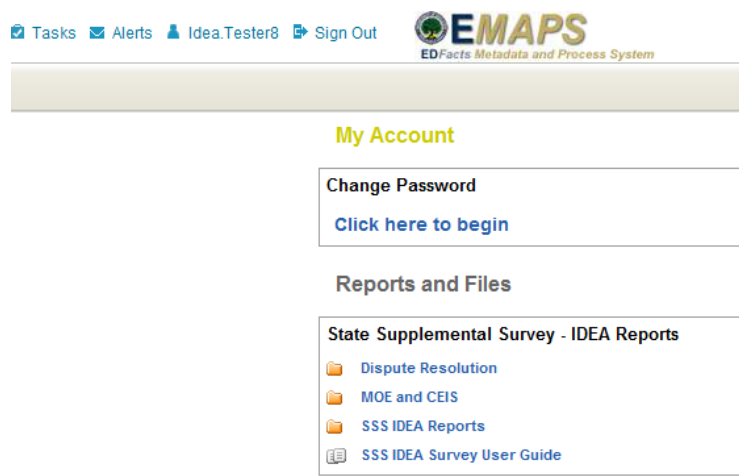 Tasks Alerts Idea.Tester8 Sign Out
EMAPS
EDFacts Metadata and Process System
My Account
Change Password
Click here to begin
Reports and Files
State Supplemental Survey - IDEA Reports
Dispute Resolution
MOE and CEIS
SSS IDEA Reports
SSS IDEA Survey User Guide